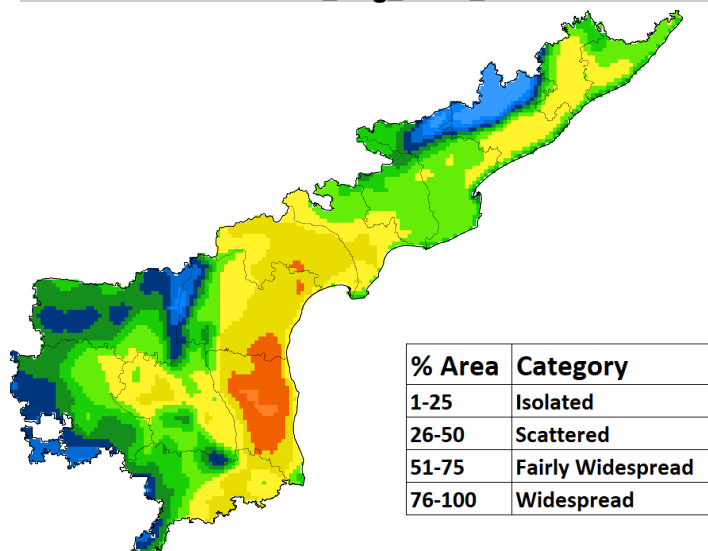 % Area Category
1-25 Isolated
26-50 Scattered
51-75 Fairly Widespread
76-100 Widespread